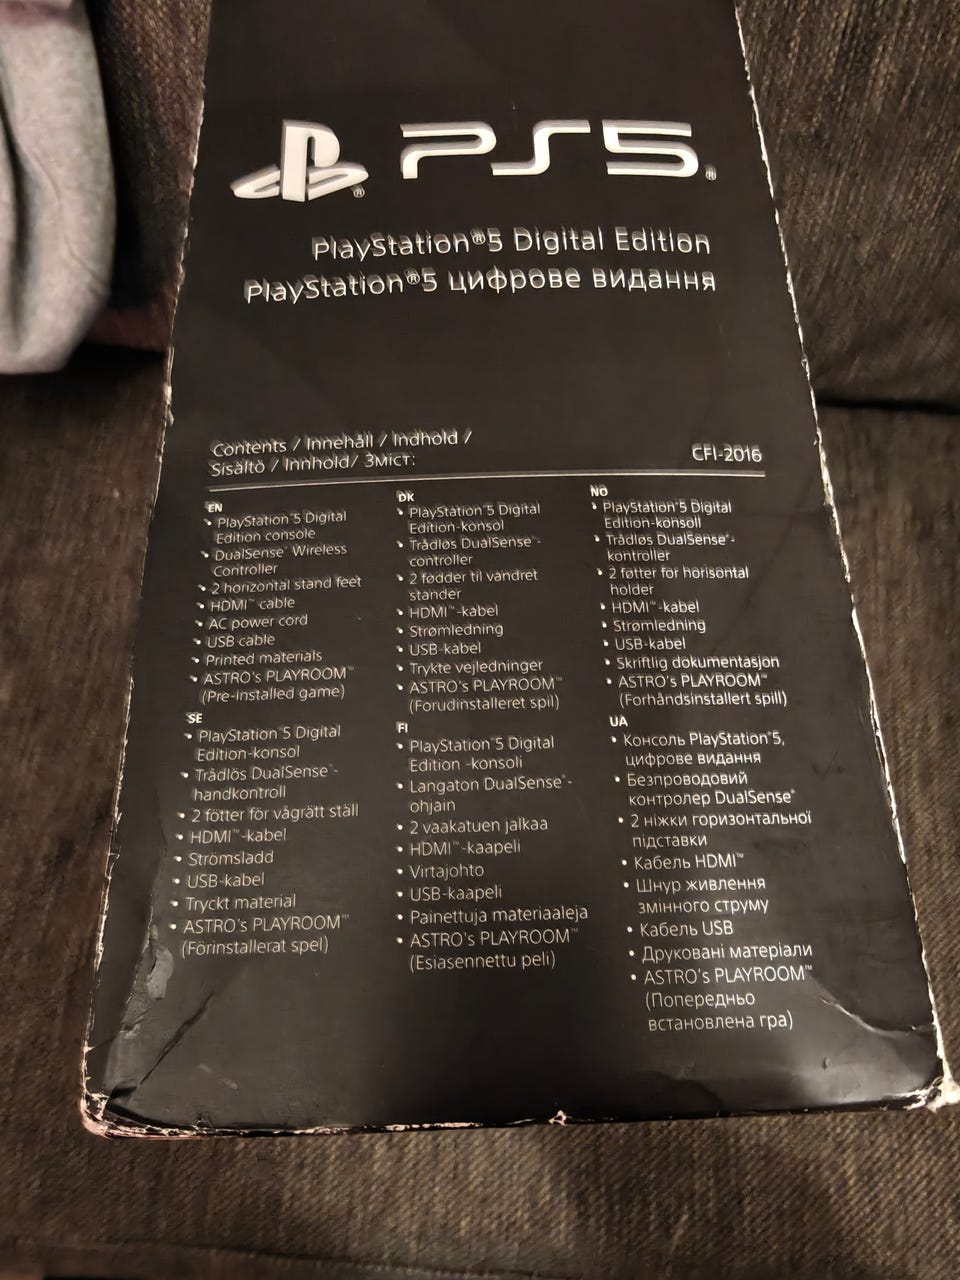 PS5®
PlayStation®5 Digital Edition
PlayStation®5 цифрове видання
Contents / Innehåll / Indhold /
Sisältö / Innhold/ Зміст:
CFI-2016
EN
• PlayStation®5 Digital
Edition console
• DualSense™ Wireless
Controller
• 2 horizontal stand feet
• HDMI™ cable
• AC power cord
• USB cable
• Printed materials
• ASTRO's PLAYROOM™
(Pre-installed game)
DK
• PlayStation®5 Digital
Edition-konsol
• Trådløs DualSense™-
controller
• 2 fødder til vandret
stander
• HDMI™-kabel
• Strømledning
• USB-kabel
• Trykte vejledninger
• ASTRO's PLAYROOM™
(Forudinstalleret spil)
NO
• PlayStation®5 Digital
Edition-konsoll
• Trådløs DualSense™-
kontroller
• 2 føtter for horisontal
holder
• HDMI™-kabel
• Strømledning
• USB-kabel
• Skriftlig dokumentasjon
• ASTRO's PLAYROOM™
(Forhåndsinstallert spill)
SE
• PlayStation®5 Digital
Edition-konsol
• Trådlös DualSense™-
handkontroll
• 2 fötter för vågrätt ställ
• HDMI™-kabel
• Strömsladd
• USB-kabel
• Tryckt material
• ASTRO's PLAYROOM™
(Förinstallerat spel)
FI
• PlayStation®5 Digital
Edition -konsoli
• Langaton DualSense™-
ohjain
• 2 vaakatuen jalkaa
• HDMI™-kaapeli
• Virtajohto
• USB-kaapeli
• Painettuja materiaaleja
• ASTRO's PLAYROOM™
(Esiasennettu peli)
UA
• Консоль PlayStation®5,
цифрове видання
• Безпроводовий
контролер DualSense®
• 2 ніжки горизонтальної
підставки
• Кабель HDMI™
• Шнур живлення
змінного струму
• Кабель USB
• Друковані матеріали
• ASTRO's PLAYROOM™
(Попередньо
встановлена гра)